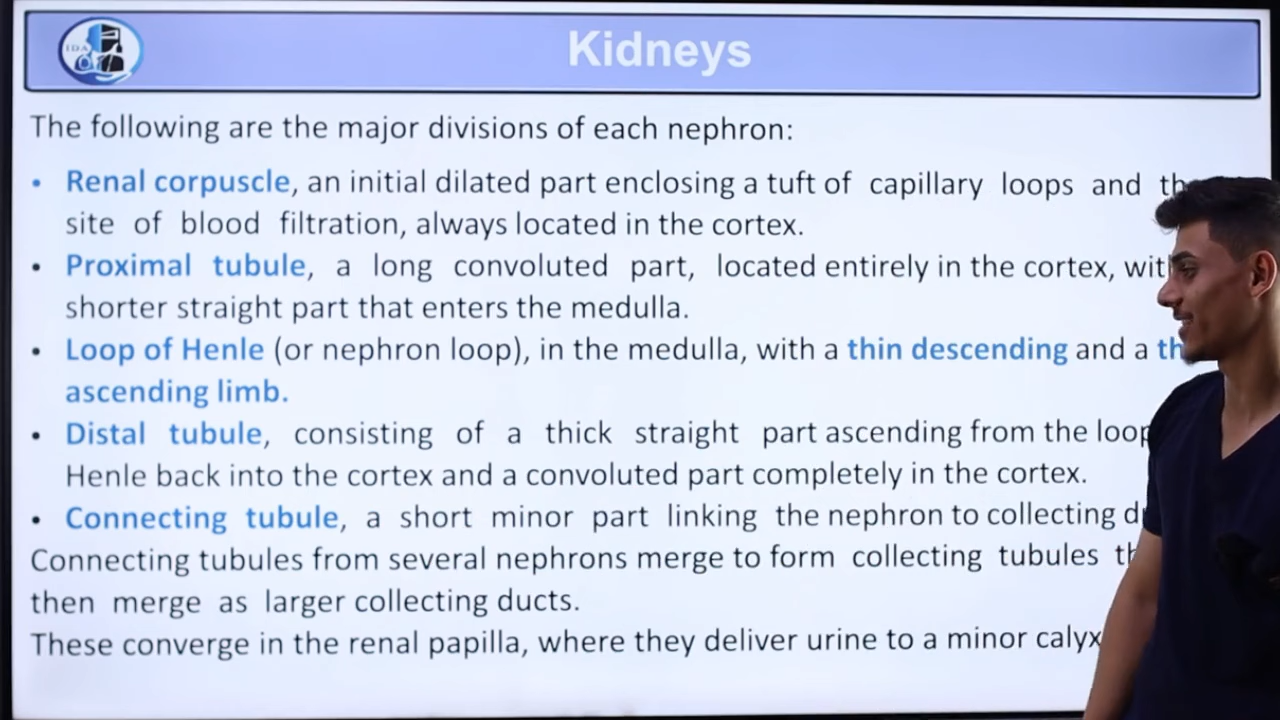 IDA
Kidneys
The following are the major divisions of each nephron:
• Renal corpuscle, an initial dilated part enclosing a tuft of capillary loops and
site of blood filtration, always located in the cortex.
• Proximal tubule, a long convoluted part, located entirely in the cortex,
shorter straight part that enters the medulla.
• Loop of Henle (or nephron loop), in the medulla, with a thin descending and a
ascending limb.
• Distal tubule, consisting of a thick straight part ascending from the loop
Henle back into the cortex and a convoluted part completely in the cortex.
• Connecting tubule, a short minor part linking the nephron to collecting
Connecting tubules from several nephrons merge to form collecting tubules
then merge as larger collecting ducts.
These converge in the renal papilla, where they deliver urine to a minor calyx